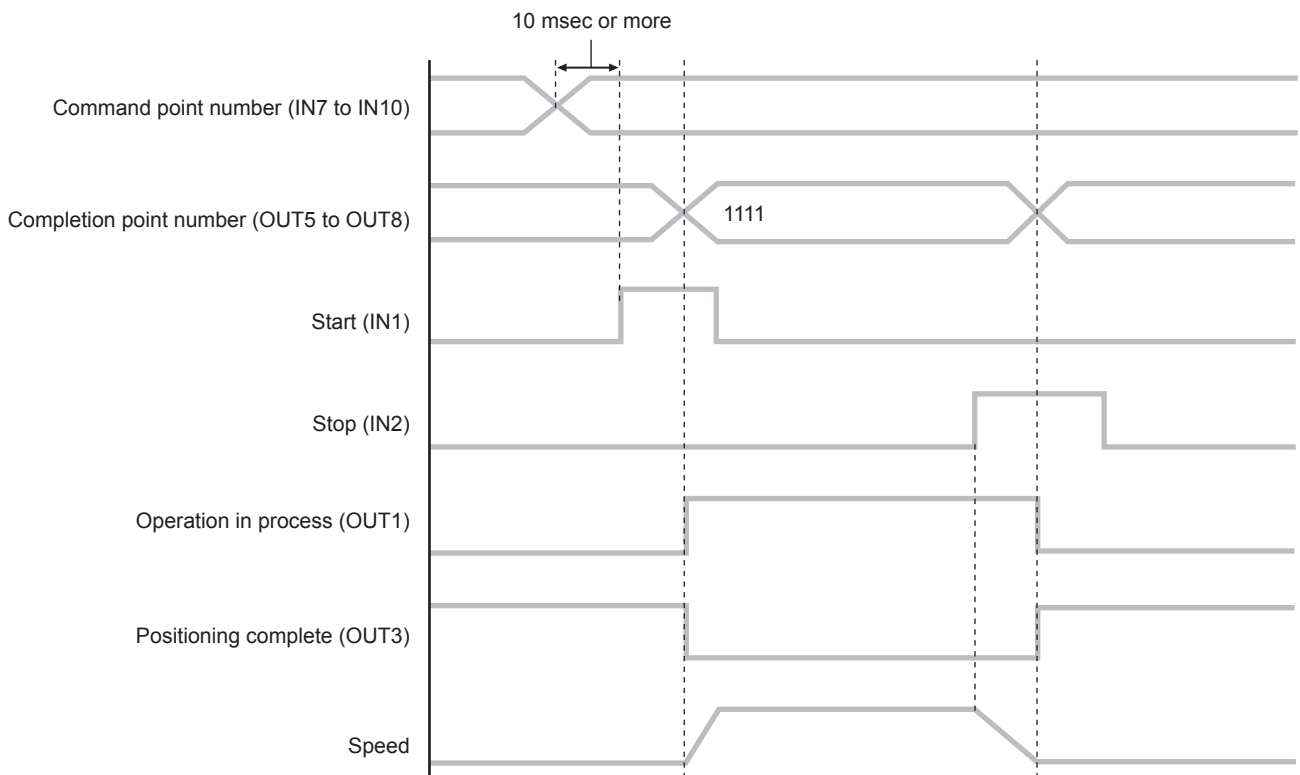 10 msec or more
Command point number (IN7 to IN10)
Completion point number (OUT5 to OUT8)
1111
Start (IN1)
Stop (IN2)
Operation in process (OUT1)
Positioning complete (OUT3)
Speed